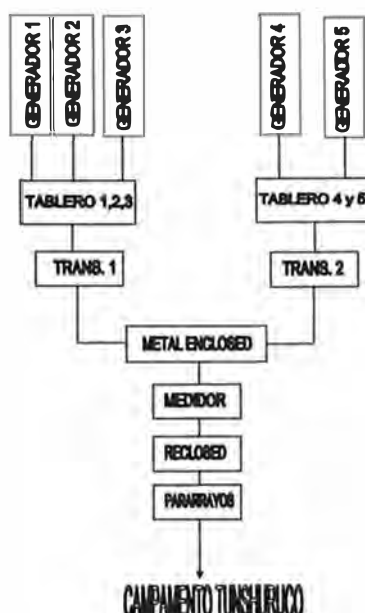 GENERADOR 1
GENERADOR 2
GENERADOR 3
GENERADOR 4
GENERADOR 5
TABLERO 1,2,3
TABLERO 4 y 5
TRANS. 1
TRANS. 2
METAL ENCLOSED
MEDIDOR
RECLOSED
PARARRAYOS
CAMPAMENTO TUNSHURUCO